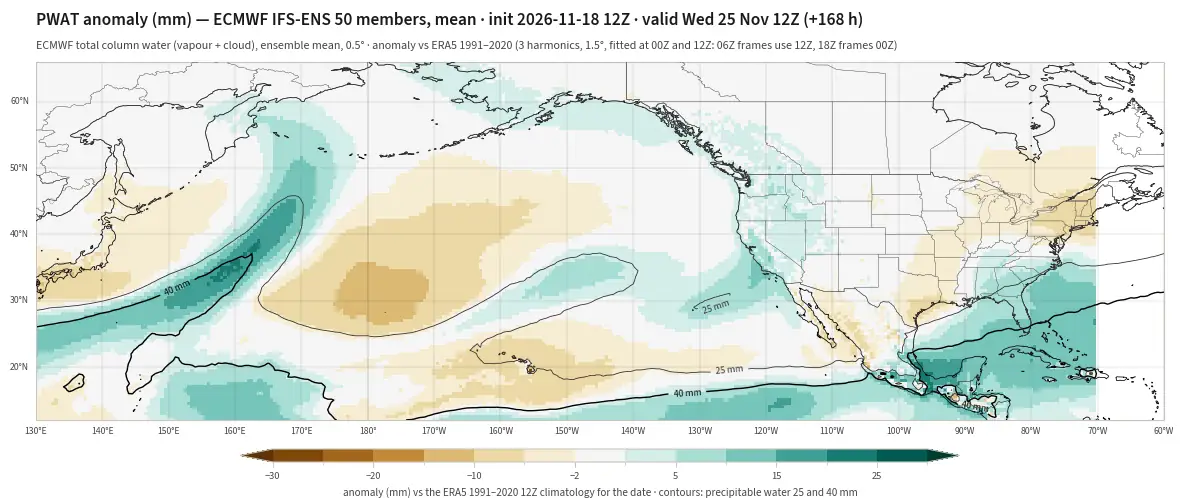 PWAT anomaly (mm) — ECMWF IFS-ENS 50 members, mean · init 2026-11-18 12Z · valid Wed 25 Nov 12Z (+168 h)
ECMWF total column water (vapour + cloud), ensemble mean, 0.5° · anomaly vs ERA5 1991–2020 (3 harmonics, 1.5°, fitted at 00Z and 12Z: 06Z frames use 12Z, 18Z frames 00Z)
60°N
50°N
40°N
30°N
20°N
40 mm
25 mm
25 mm
40 mm
40 mm
130°E 140°E 150°E 160°E 170°E 180° 170°W 160°W 150°W 140°W 130°W 120°W 110°W 100°W 90°W 80°W 70°W 60°W
−30 −20 −10 −2 5 15 25
anomaly (mm) vs the ERA5 1991–2020 12Z climatology for the date · contours: precipitable water 25 and 40 mm